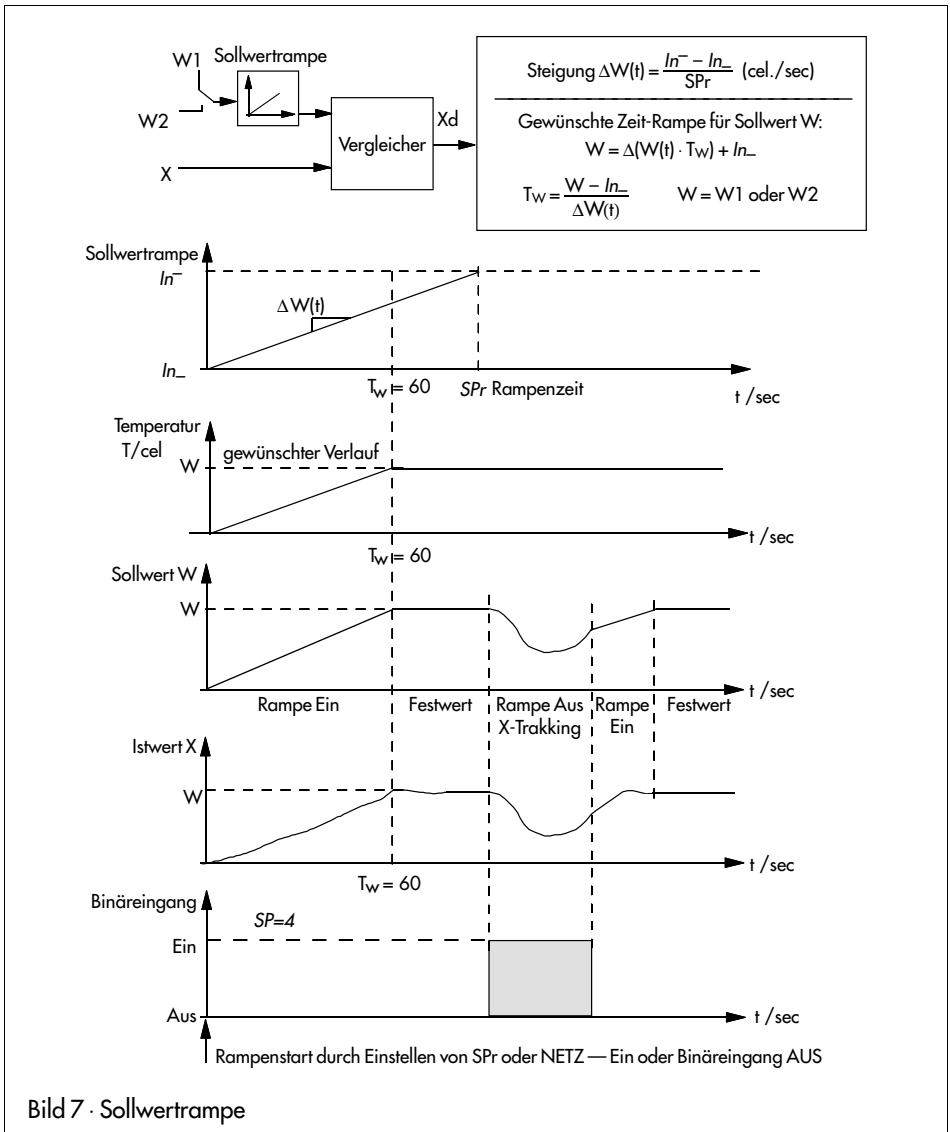 Sollwertrampe
W1
W2
X
Vergleicher
Xd
Steigung ΔW(t) = In‾ – In_ / SPr (cel./sec)
Gewünschte Zeit-Rampe für Sollwert W:
W = Δ(W(t) · TW) + In_
TW = W – In_ / ΔW(t) W = W1 oder W2
Sollwertrampe
In‾
ΔW(t)
In_
TW = 60 SPr Rampenzeit
t /sec
Temperatur
T/cel
W gewünschter Verlauf
t /sec
TW = 60
Sollwert W
W
t /sec
Rampe Ein Festwert Rampe Aus Rampe Festwert
X-Trakking Ein
Istwert X
W
t /sec
TW = 60
Binäreingang
SP=4
Ein
Aus t /sec
Rampenstart durch Einstellen von SPr oder NETZ — Ein oder Binäreingang AUS
Bild 7 · Sollwertrampe